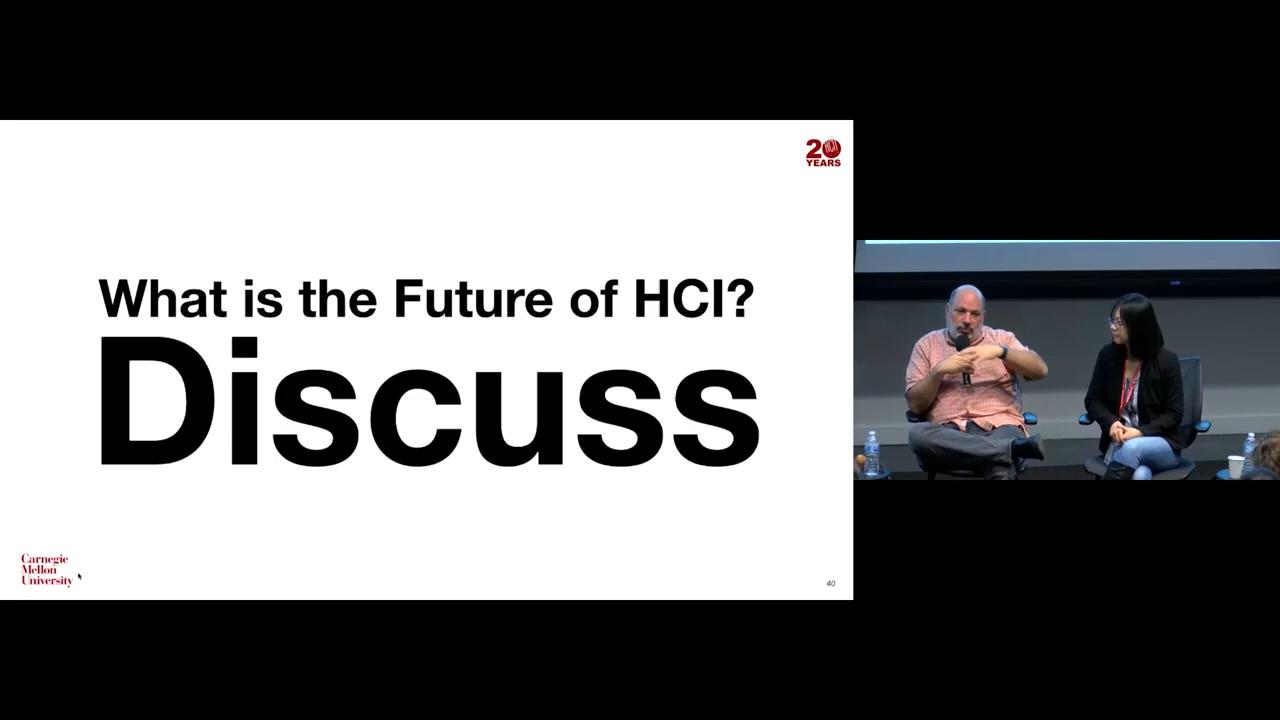 20
YEARS
What is the Future of HCI?
Discuss
Carnegie
Mellon
University
40